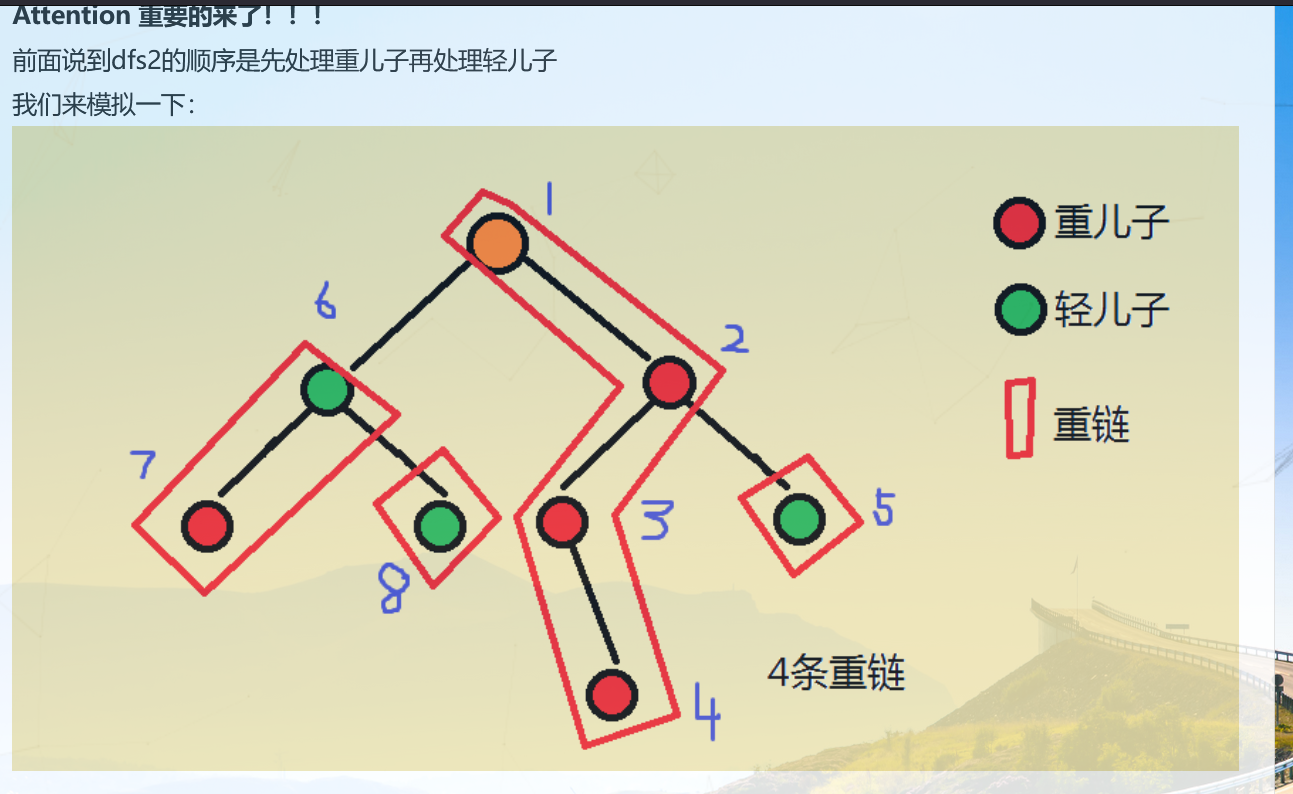 Attention 重要的来了！！！
前面说到dfs2的顺序是先处理重儿子再处理轻儿子
我们来模拟一下：
1
重儿子
6
轻儿子
2
重链
7
3
5
8
4条重链
4